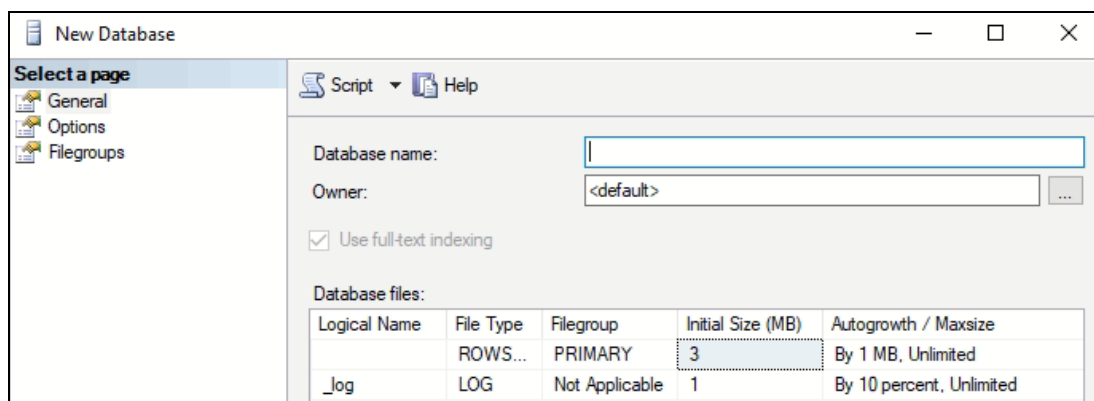 New Database
Select a page
General
Options
Filegroups
Script Help
Database name:
Owner: <default> ...
Use full-text indexing
Database files:
Logical Name File Type Filegroup Initial Size (MB) Autogrowth / Maxsize
ROWS... PRIMARY 3 By 1 MB, Unlimited
_log LOG Not Applicable 1 By 10 percent, Unlimited